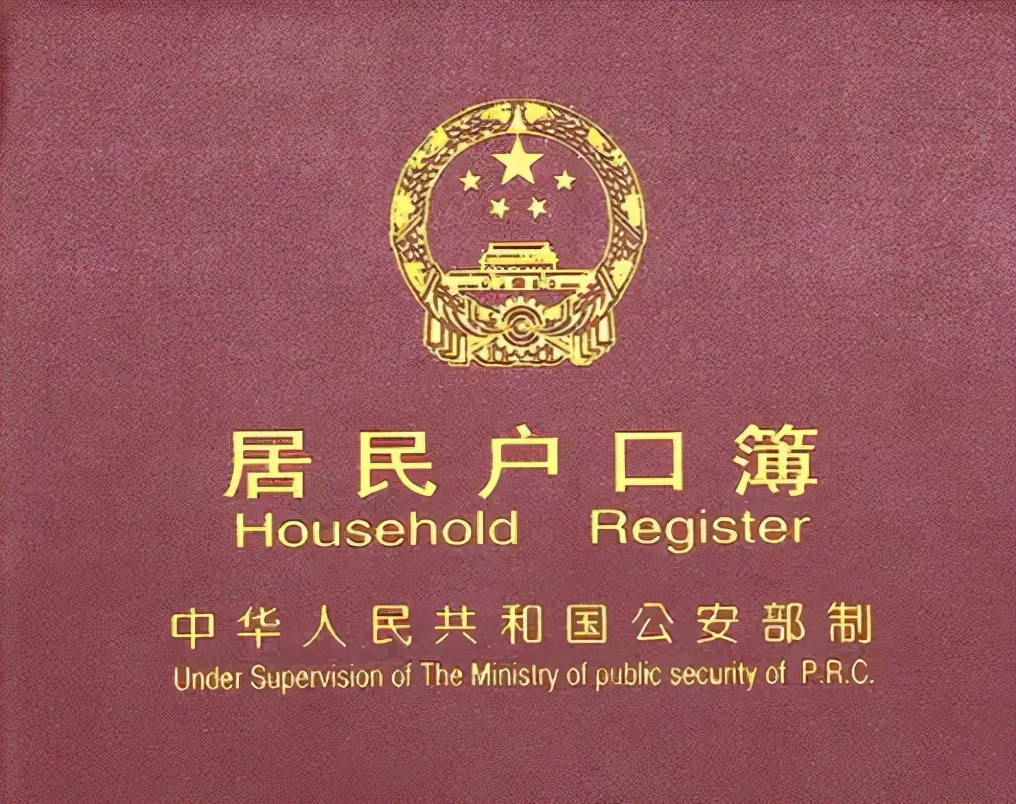 居民户口簿
Household Register
中华人民共和国公安部制
Under Supervision of The Ministry of public security of P.R.C.